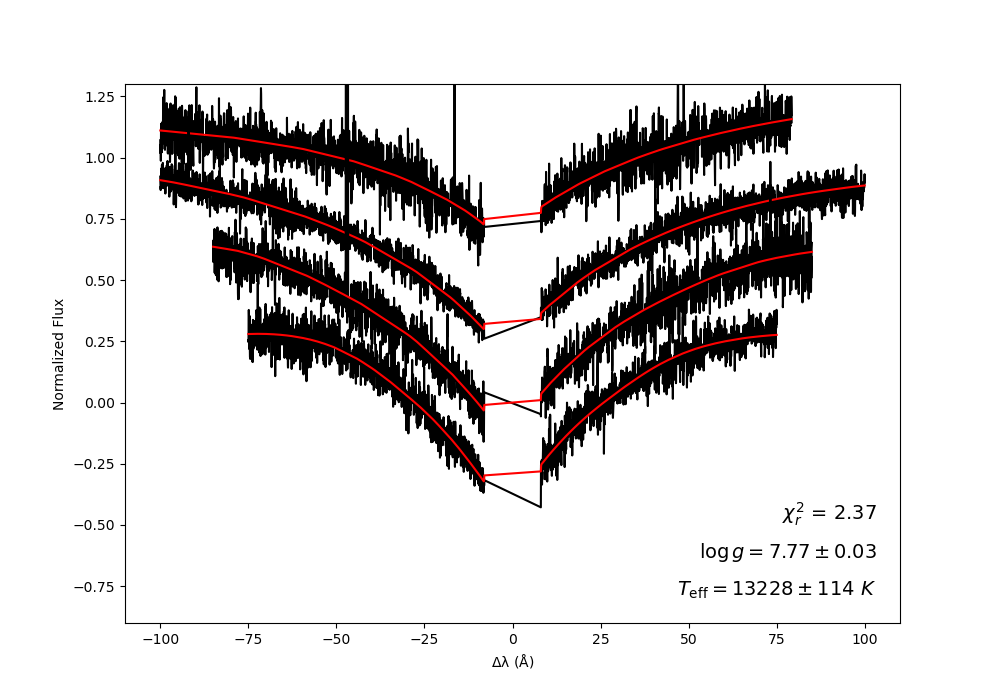 1.25
1.00
0.75
0.50
0.25
0.00
−0.25
−0.50
−0.75
Normalized Flux
χ²ᵣ = 2.37
log g = 7.77 ± 0.03
T_eff = 13228 ± 114 K
−100 −75 −50 −25 0 25 50 75 100
Δλ (Å)